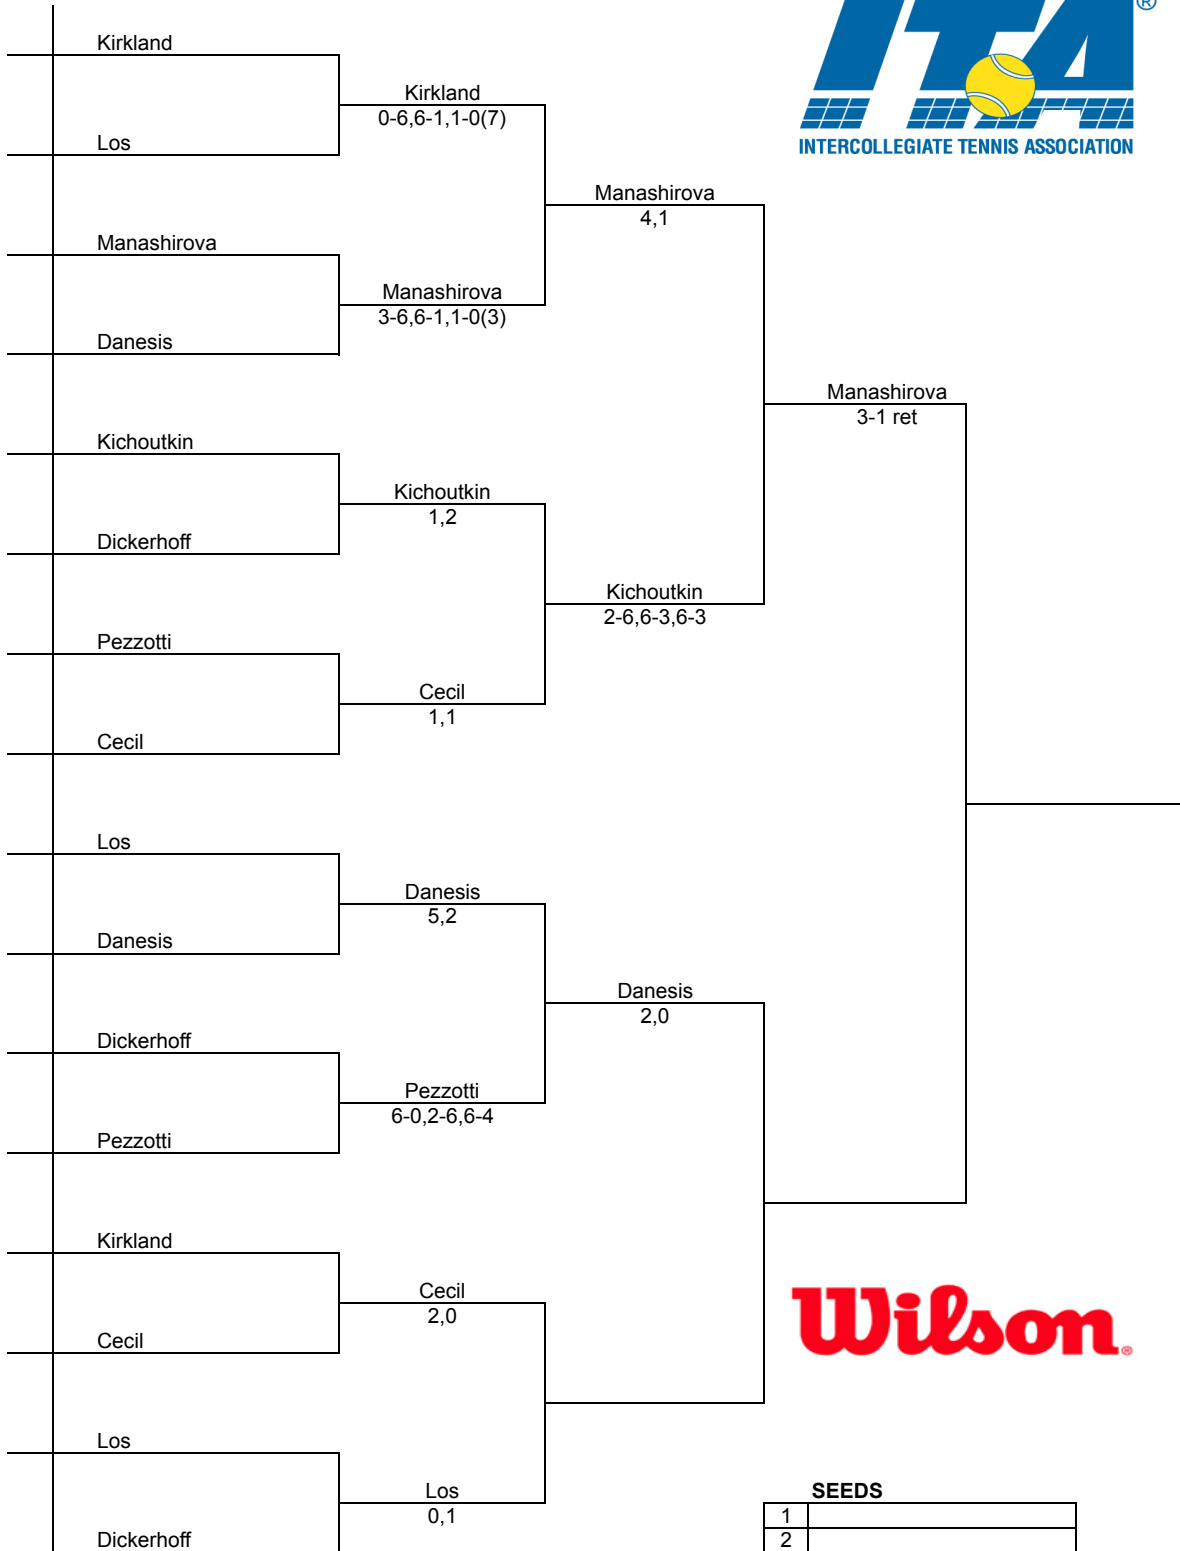 ITA
®
INTERCOLLEGIATE TENNIS ASSOCIATION
Kirkland
Kirkland
0-6,6-1,1-0(7)
Los
Manashirova
4,1
Manashirova
Manashirova
3-6,6-1,1-0(3)
Danesis
Manashirova
3-1 ret
Kichoutkin
Kichoutkin
1,2
Dickerhoff
Kichoutkin
2-6,6-3,6-3
Pezzotti
Cecil
1,1
Cecil
Los
Danesis
5,2
Danesis
Danesis
2,0
Dickerhoff
Pezzotti
6-0,2-6,6-4
Pezzotti
Kirkland
Cecil
2,0
Cecil
Wilson®
Los
Los
0,1
Dickerhoff
SEEDS
1
2